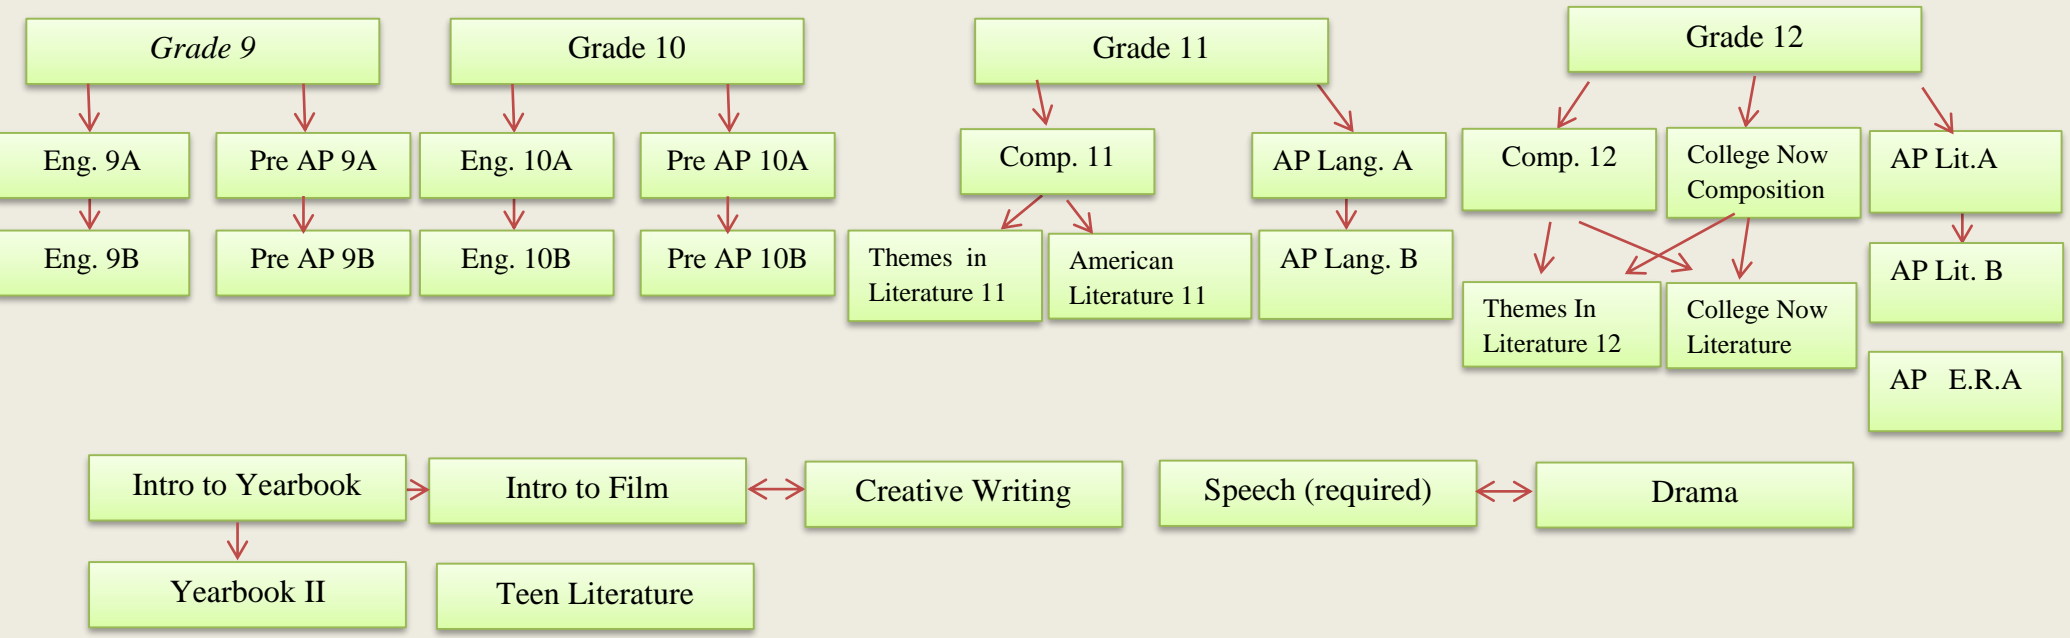 Grade 9
Grade 10
Grade 11
Grade 12
Eng. 9A
Pre AP 9A
Eng. 10A
Pre AP 10A
Comp. 11
AP Lang. A
Comp. 12
College Now
Composition
AP Lit.A
Eng. 9B
Pre AP 9B
Eng. 10B
Pre AP 10B
Themes in
Literature 11
American
Literature 11
AP Lang. B
Themes In
Literature 12
College Now
Literature
AP Lit. B
AP E.R.A
Intro to Yearbook
Intro to Film
Creative Writing
Speech (required)
Drama
Yearbook II
Teen Literature